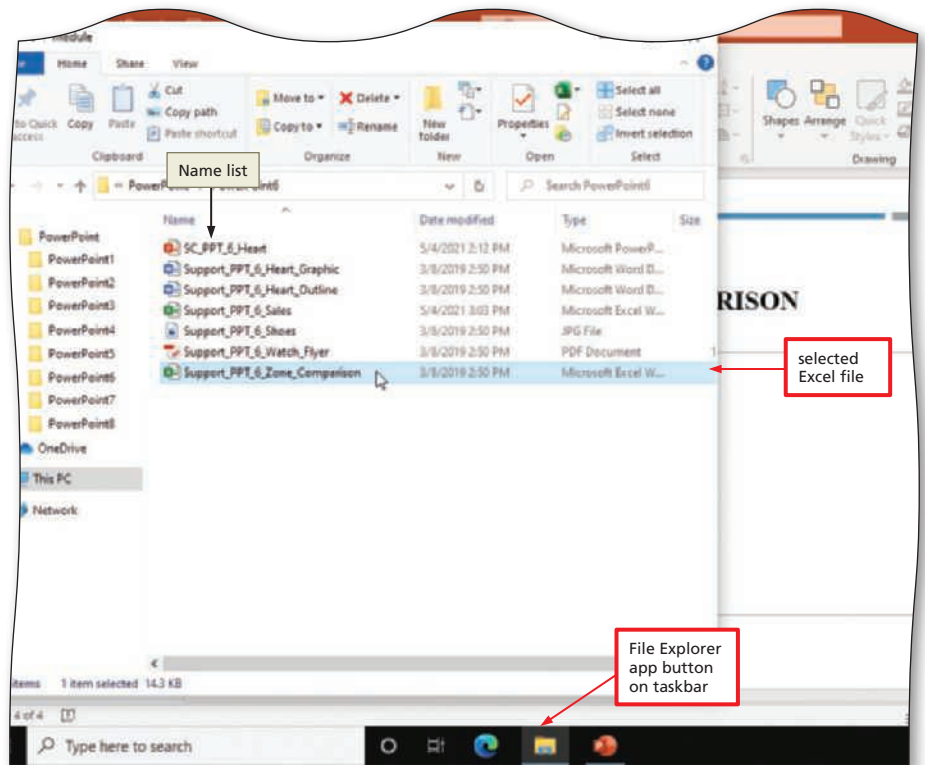 module
Home Share View
Cut
Copy path
Paste shortcut
Copy Paste
Clipboard
Move to
Copy to
Delete
Rename
Organize
New folder
New
Properties
Open
Select all
Select none
Invert selection
Select
Shapes Arrange Quick Styles
Drawing
Name list
Search PowerPoint6
Name Date modified Type Size
SC_PPT_6_Heart 5/4/2021 2:12 PM Microsoft PowerP...
Support_PPT_6_Heart_Graphic 3/8/2019 2:50 PM Microsoft Word D...
Support_PPT_6_Heart_Outline 3/8/2019 2:50 PM Microsoft Word D...
Support_PPT_6_Sales 5/4/2021 3:03 PM Microsoft Excel W...
Support_PPT_6_Shoes 3/8/2019 2:50 PM JPG File
Support_PPT_6_Watch_Flyer 3/8/2019 2:50 PM PDF Document 1
Support_PPT_6_Zone_Comparison 3/8/2019 2:50 PM Microsoft Excel W...
PowerPoint
PowerPoint1
PowerPoint2
PowerPoint3
PowerPoint4
PowerPoint5
PowerPoint6
PowerPoint7
PowerPoint8
OneDrive
This PC
Network
RISON
selected
Excel file
File Explorer
app button
on taskbar
items 1 item selected 14.3 KB
4 of 4
Type here to search